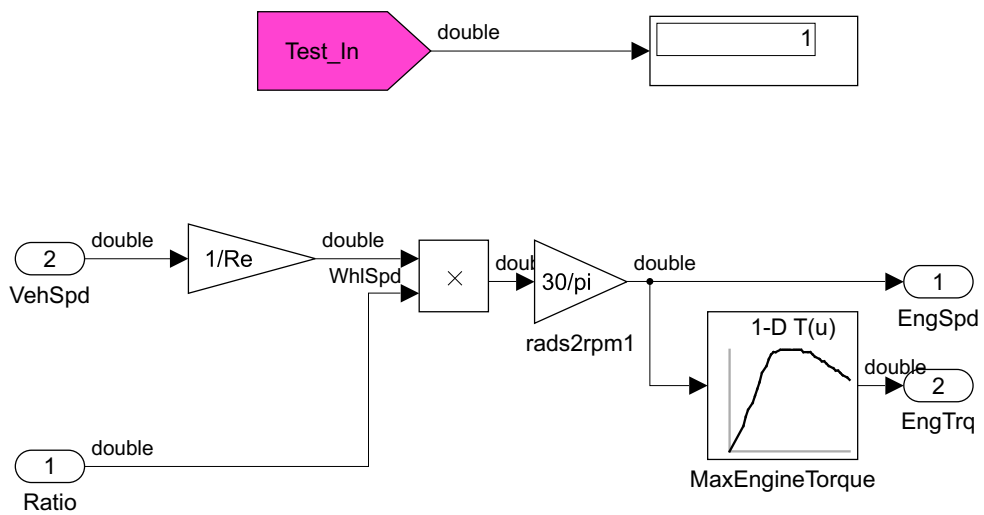 Test_In
double
1
2
double
1/Re
double
WhlSpd
×
doub
30/pi
double
1
VehSpd
EngSpd
rads2rpm1
1-D T(u)
double
2
EngTrq
MaxEngineTorque
1
double
Ratio